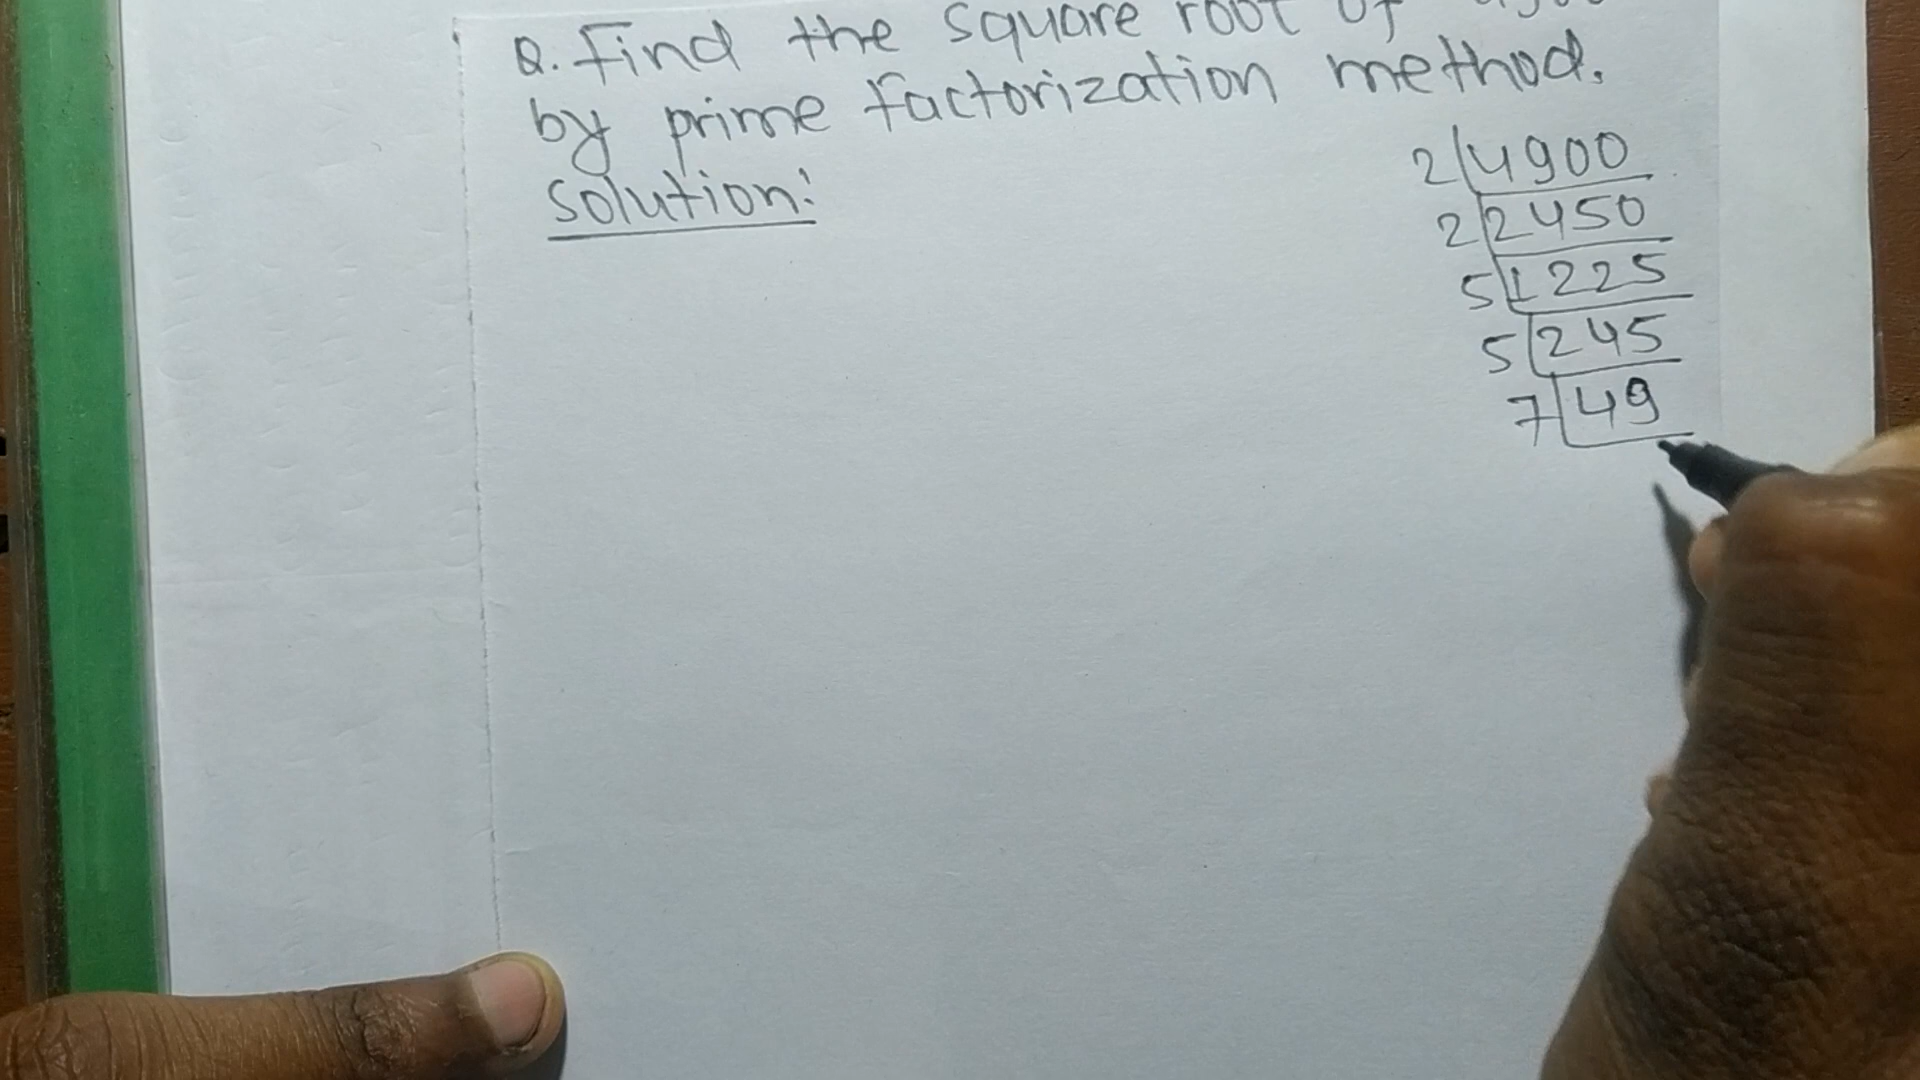 Q. Find the square root of
by prime factorization method.
Solution:
2 4900
2 2450
5 1225
5 245
7 49